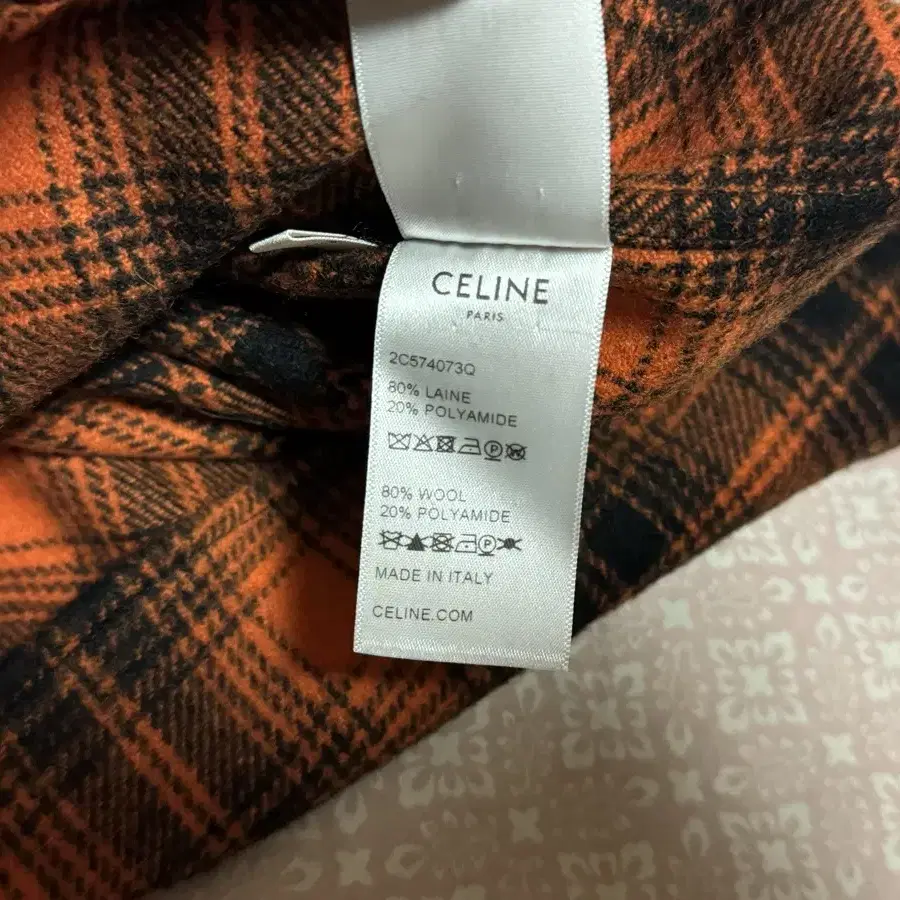 CELINE
PARIS
2C574073Q
80% LAINE
20% POLYAMIDE
P
80% WOOL
20% POLYAMIDE
P
MADE IN ITALY
CELINE.COM